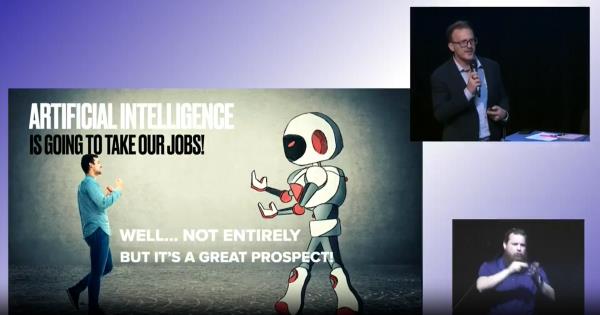 ARTIFICIAL INTELLIGENCE
IS GOING TO TAKE OUR JOBS!
WELL... NOT ENTIRELY
BUT IT'S A GREAT PROSPECT!